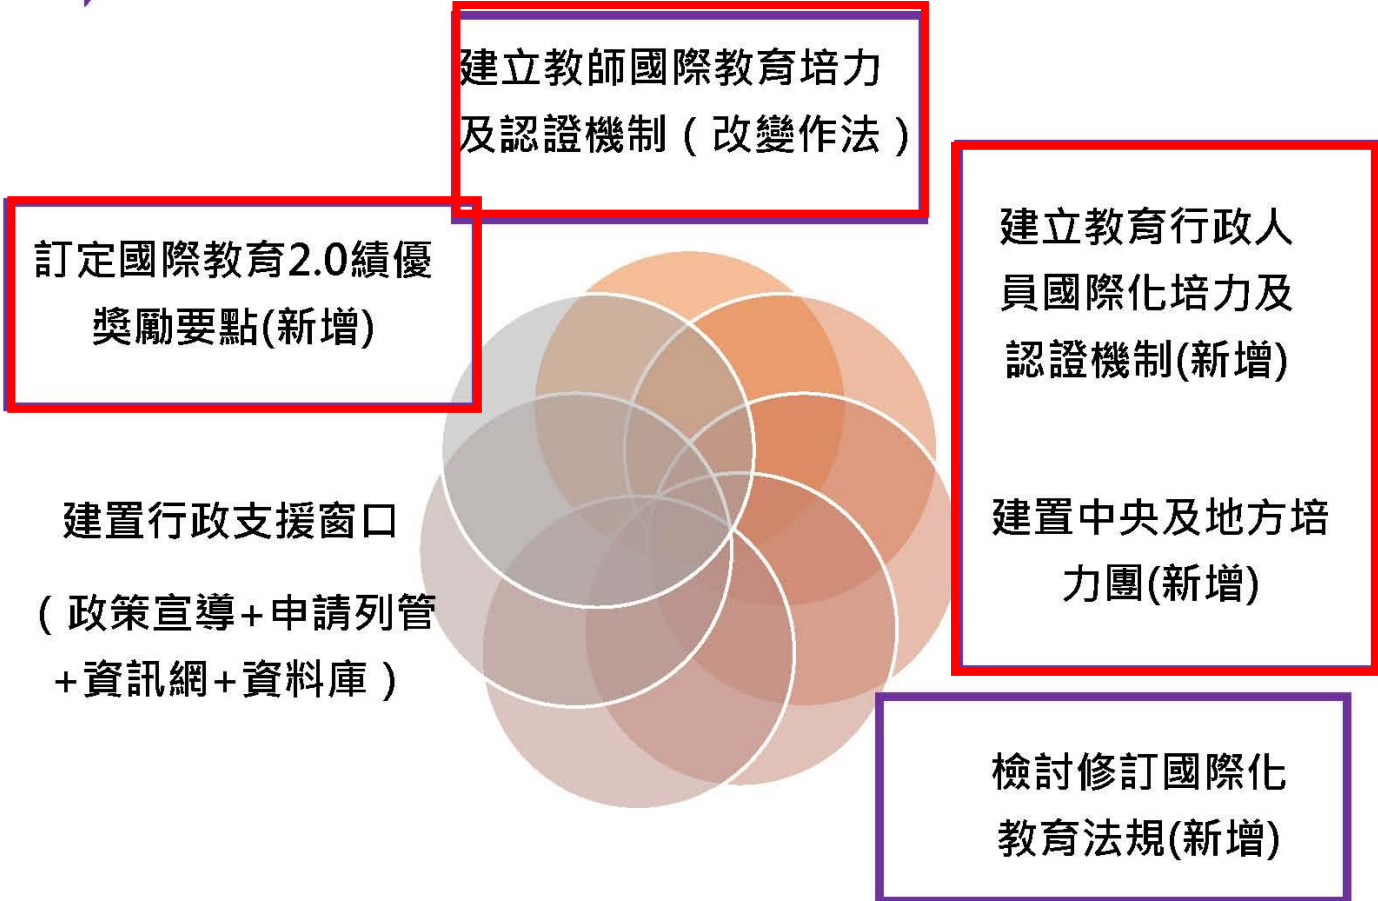 建立教師國際教育培力
及認證機制（改變作法）
建立教育行政人
員國際化培力及
認證機制(新增)
建置中央及地方培
力團(新增)
檢討修訂國際化
教育法規(新增)
建置行政支援窗口
（政策宣導+申請列管
+資訊網+資料庫）
訂定國際教育2.0績優
獎勵要點(新增)